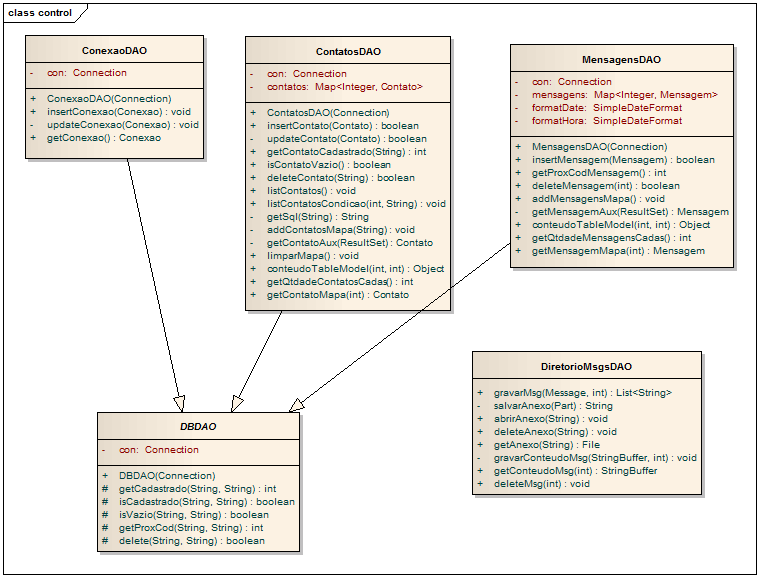 class control
ConexaoDAO
- con: Connection
+ ConexaoDAO(Connection)
+ insertConexao(Conexao) : void
- updateConexao(Conexao) : void
+ getConexao() : Conexao
ContatosDAO
- con: Connection
- contatos: Map<Integer, Contato>
+ ContatosDAO(Connection)
+ insertContato(Contato) : boolean
- updateContato(Contato) : boolean
+ getContatoCadastrado(String) : int
+ isContatoVazio() : boolean
+ deleteContato(String) : boolean
+ listContatos() : void
+ listContatosCondicao(int, String) : void
- getSql(String) : String
- addContatosMapa(String) : void
- getContatoAux(ResultSet) : Contato
+ limparMapa() : void
+ conteudoTableModel(int, int) : Object
+ getQtdadeContatosCadas() : int
+ getContatoMapa(int) : Contato
MensagensDAO
- con: Connection
- mensagens: Map<Integer, Mensagem>
- formatDate: SimpleDateFormat
- formatHora: SimpleDateFormat
+ MensagensDAO(Connection)
+ insertMensagem(Mensagem) : boolean
+ getProxCodMensagem() : int
+ deleteMensagem(int) : boolean
+ addMensagensMapa() : void
- getMensagemAux(ResultSet) : Mensagem
+ conteudoTableModel(int, int) : Object
+ getQtdadeMensagensCadas() : int
+ getMensagemMapa(int) : Mensagem
DBDAO
- con: Connection
+ DBDAO(Connection)
# getCadastrado(String, String) : int
# isCadastrado(String, String) : boolean
# isVazio(String, String) : boolean
# getProxCod(String, String) : int
# delete(String, String) : boolean
DiretorioMsgsDAO
+ gravarMsg(Message, int) : List<String>
- salvarAnexo(Part) : String
+ abrirAnexo(String) : void
+ deleteAnexo(String) : void
+ getAnexo(String) : File
- gravarConteudoMsg(StringBuffer, int) : void
+ getConteudoMsg(int) : StringBuffer
+ deleteMsg(int) : void